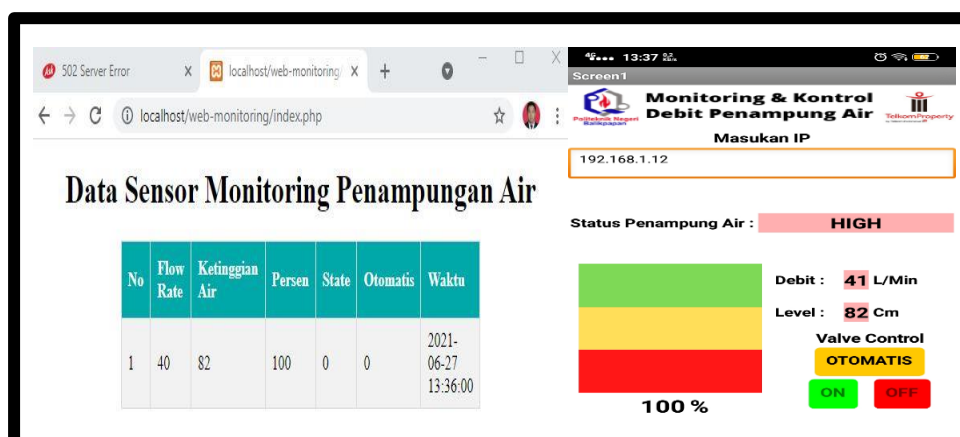 502 Server Error
localhost/web-monitoring/
localhost/web-monitoring/index.php
Data Sensor Monitoring Penampungan Air
No
Flow Rate
Ketinggian Air
Persen
State
Otomatis
Waktu
1
40
82
100
0
0
2021-
06-27
13:36:00
4G 13:37
Screen1
Politeknik Negeri
Balikpapan
Monitoring & Kontrol
Debit Penampung Air
TelkomProperty
Masukan IP
192.168.1.12
Status Penampung Air : HIGH
Debit : 41 L/Min
Level : 82 Cm
Valve Control
OTOMATIS
ON OFF
100 %